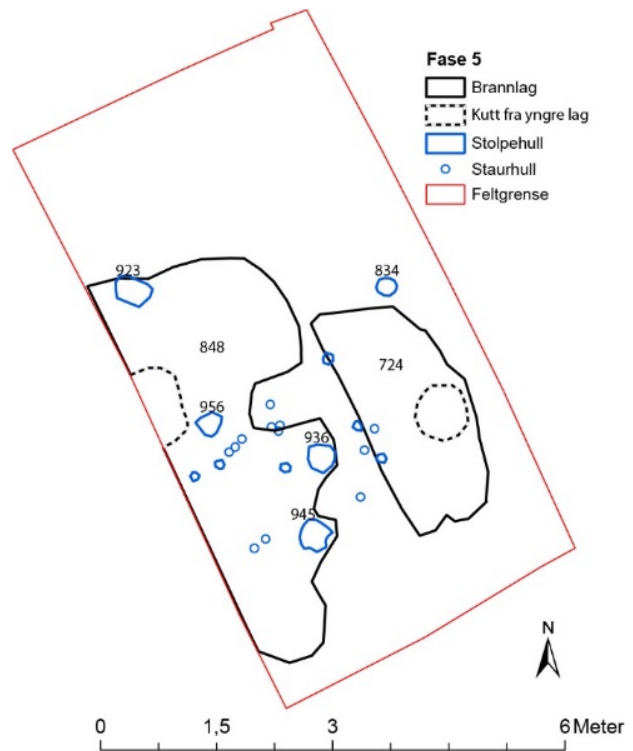 Fase 5
Brannlag
Kutt fra yngre lag
Stolpehull
Staurhull
Feltgrense
923
834
848
724
956
936
945
N
0 1,5 3 6 Meter